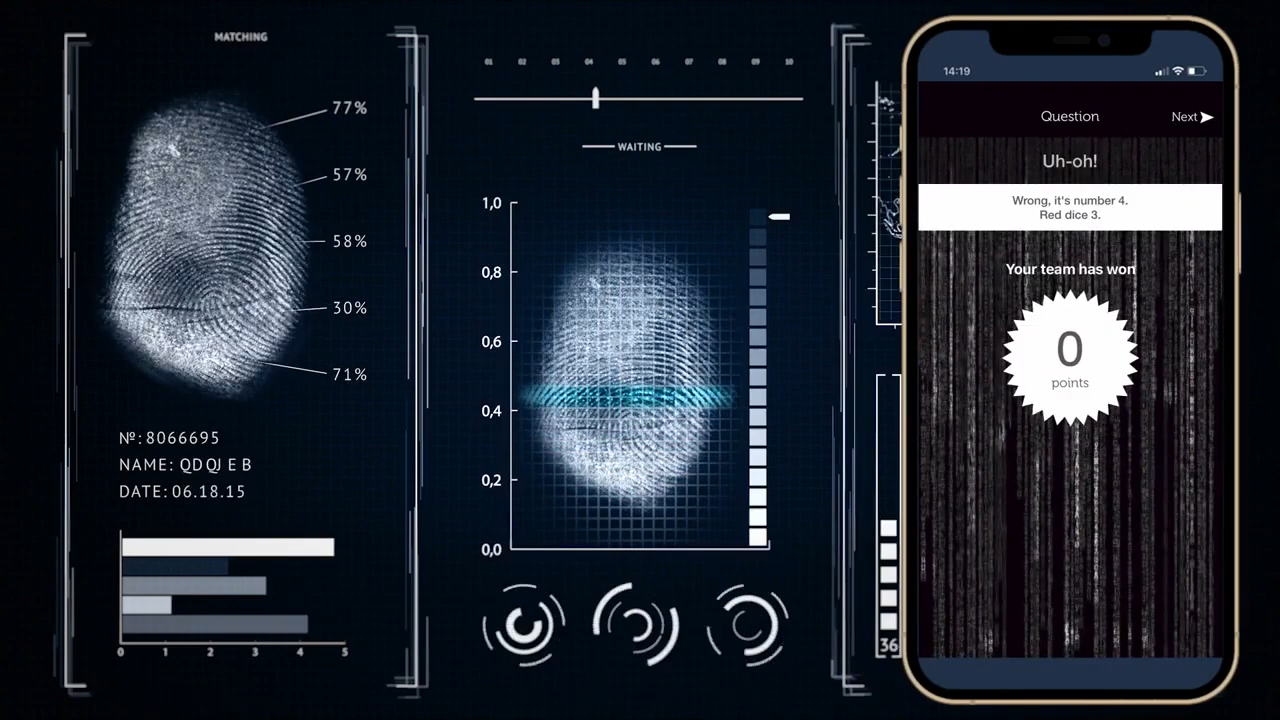 MATCHING
77%
57%
58%
30%
71%
№: 8066695
NAME: QDQJ E B
DATE: 06.18.15
0 1 2 3 4 5
01 02 03 04 05 06 07 08 09 10
WAITING
1,0
0,8
0,6
0,4
0,2
0,0
36
14:19
Question
Next
Uh-oh!
Wrong, it's number 4.
Red dice 3.
Your team has won
0
points